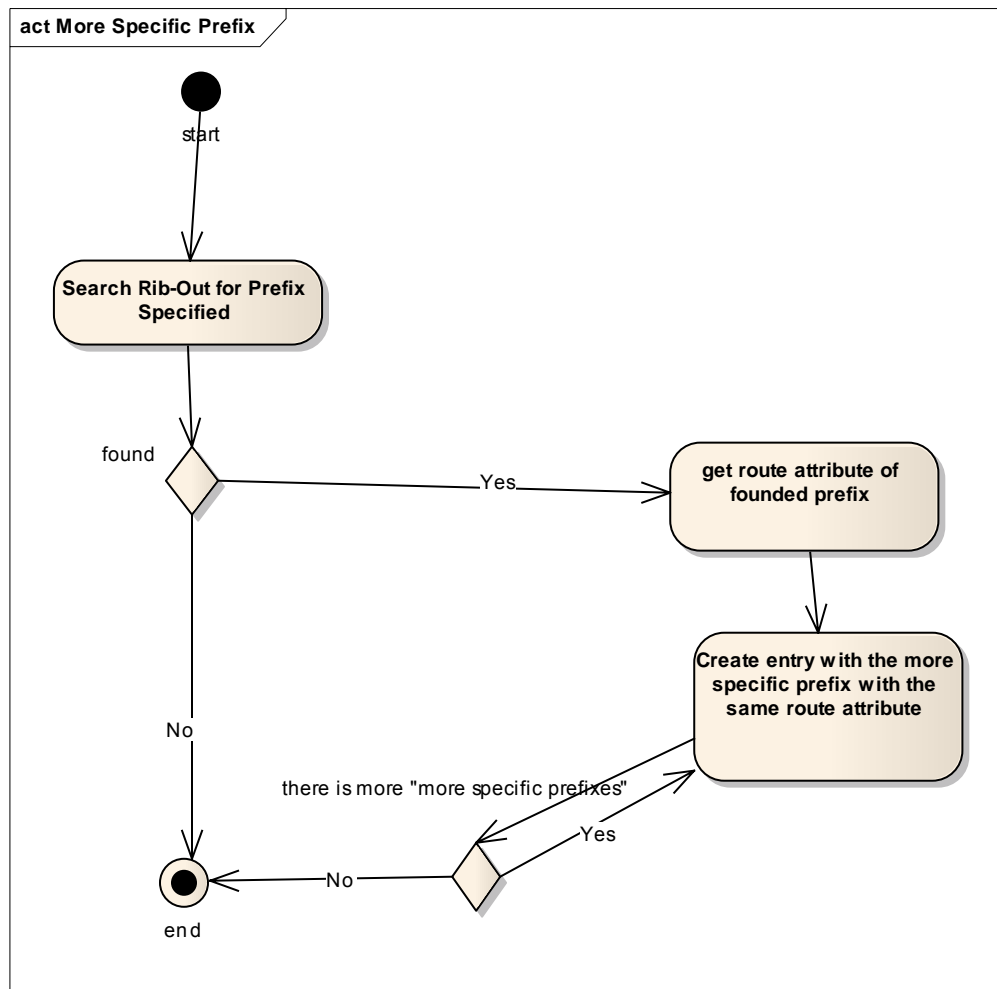 act More Specific Prefix
start
Search Rib-Out for Prefix
Specified
found
Yes
get route attribute of
founded prefix
Create entry with the more
specific prefix with the
same route attribute
No
there is more "more specific prefixes"
Yes
No
end